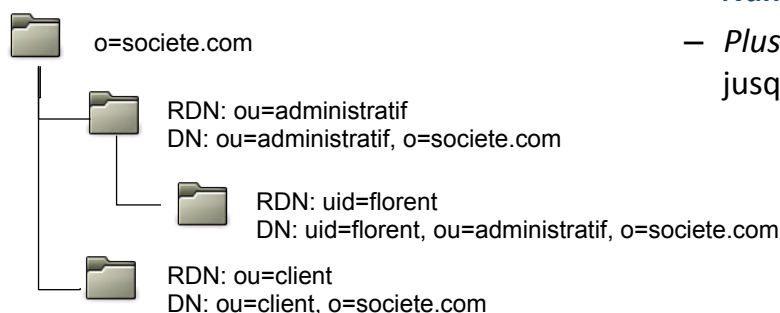 o=societe.com
– Plus
jusq
RDN: ou=administratif
DN: ou=administratif, o=societe.com
RDN: uid=florent
DN: uid=florent, ou=administratif, o=societe.com
RDN: ou=client
DN: ou=client, o=societe.com